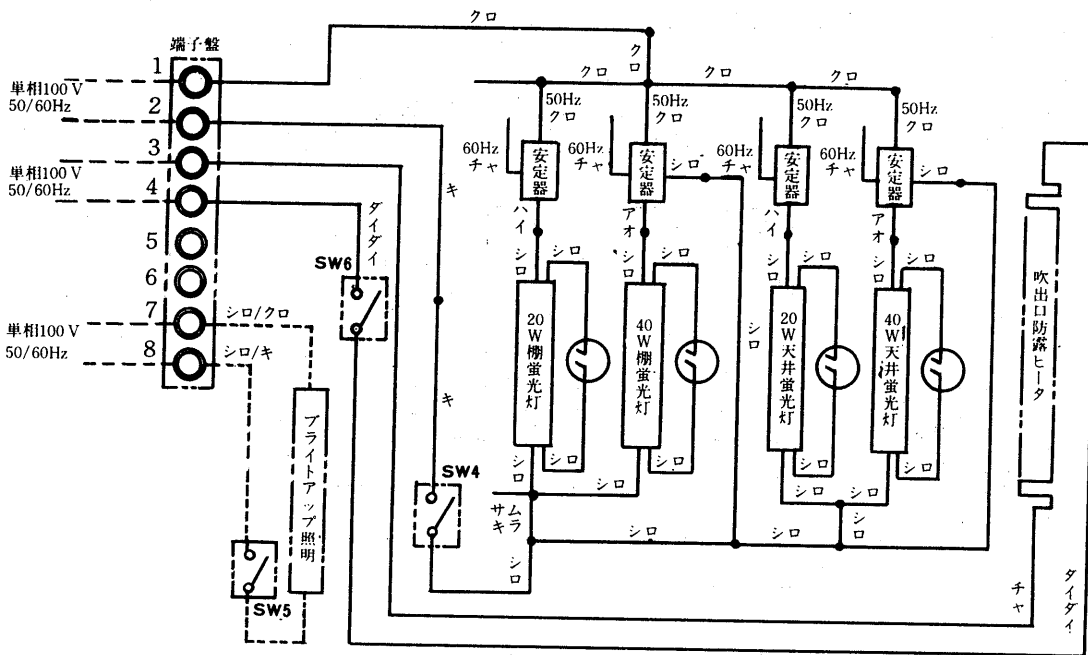 クロ
端子盤
1
2
3
4
5
6
7
8
単相100V
50/60Hz
単相100V
50/60Hz
単相100V
50/60Hz
シロ/クロ
シロ/キ
ブライトアップ照明
SW5
SW6
ダイダイ
キ
キ
SW4
クロ
クロ
クロ
クロ
50Hz
クロ
50Hz
クロ
50Hz
クロ
50Hz
クロ
60Hz
チャ
60Hz
チャ
60Hz
チャ
60Hz
チャ
安定器
安定器
安定器
安定器
シロ
シロ
ハイ
アオ
ハイ
アオ
シロ
シロ
シロ
シロ
シロ
シロ
シロ
シロ
20W棚蛍光灯
40W棚蛍光灯
20W天井蛍光灯
40W天井蛍光灯
シロ
シロ
シロ
シロ
シロ
シロ
シロ
シロ
ムラサキ
シロ
シロ
シロ
シロ
吹出口防露ヒータ
チャ
ダイダイ